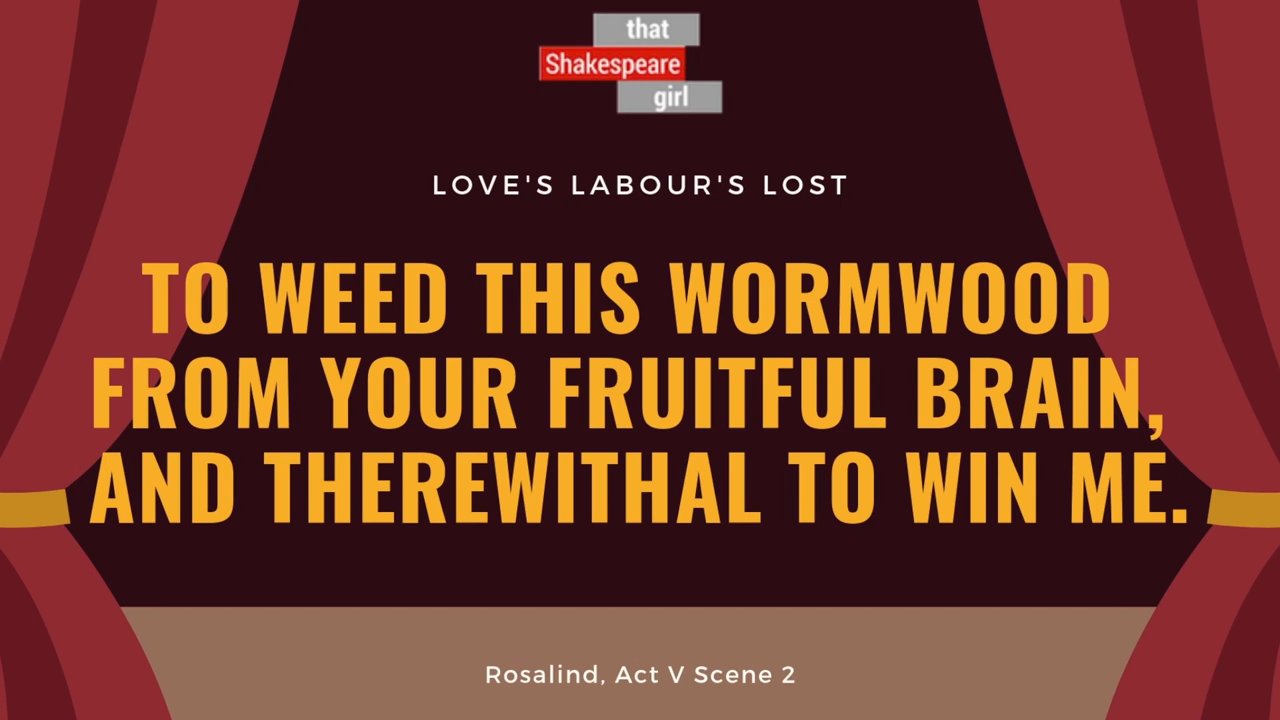 that
Shakespeare
girl
LOVE'S LABOUR'S LOST
TO WEED THIS WORMWOOD
FROM YOUR FRUITFUL BRAIN,
AND THEREWITHAL TO WIN ME.
Rosalind, Act V Scene 2